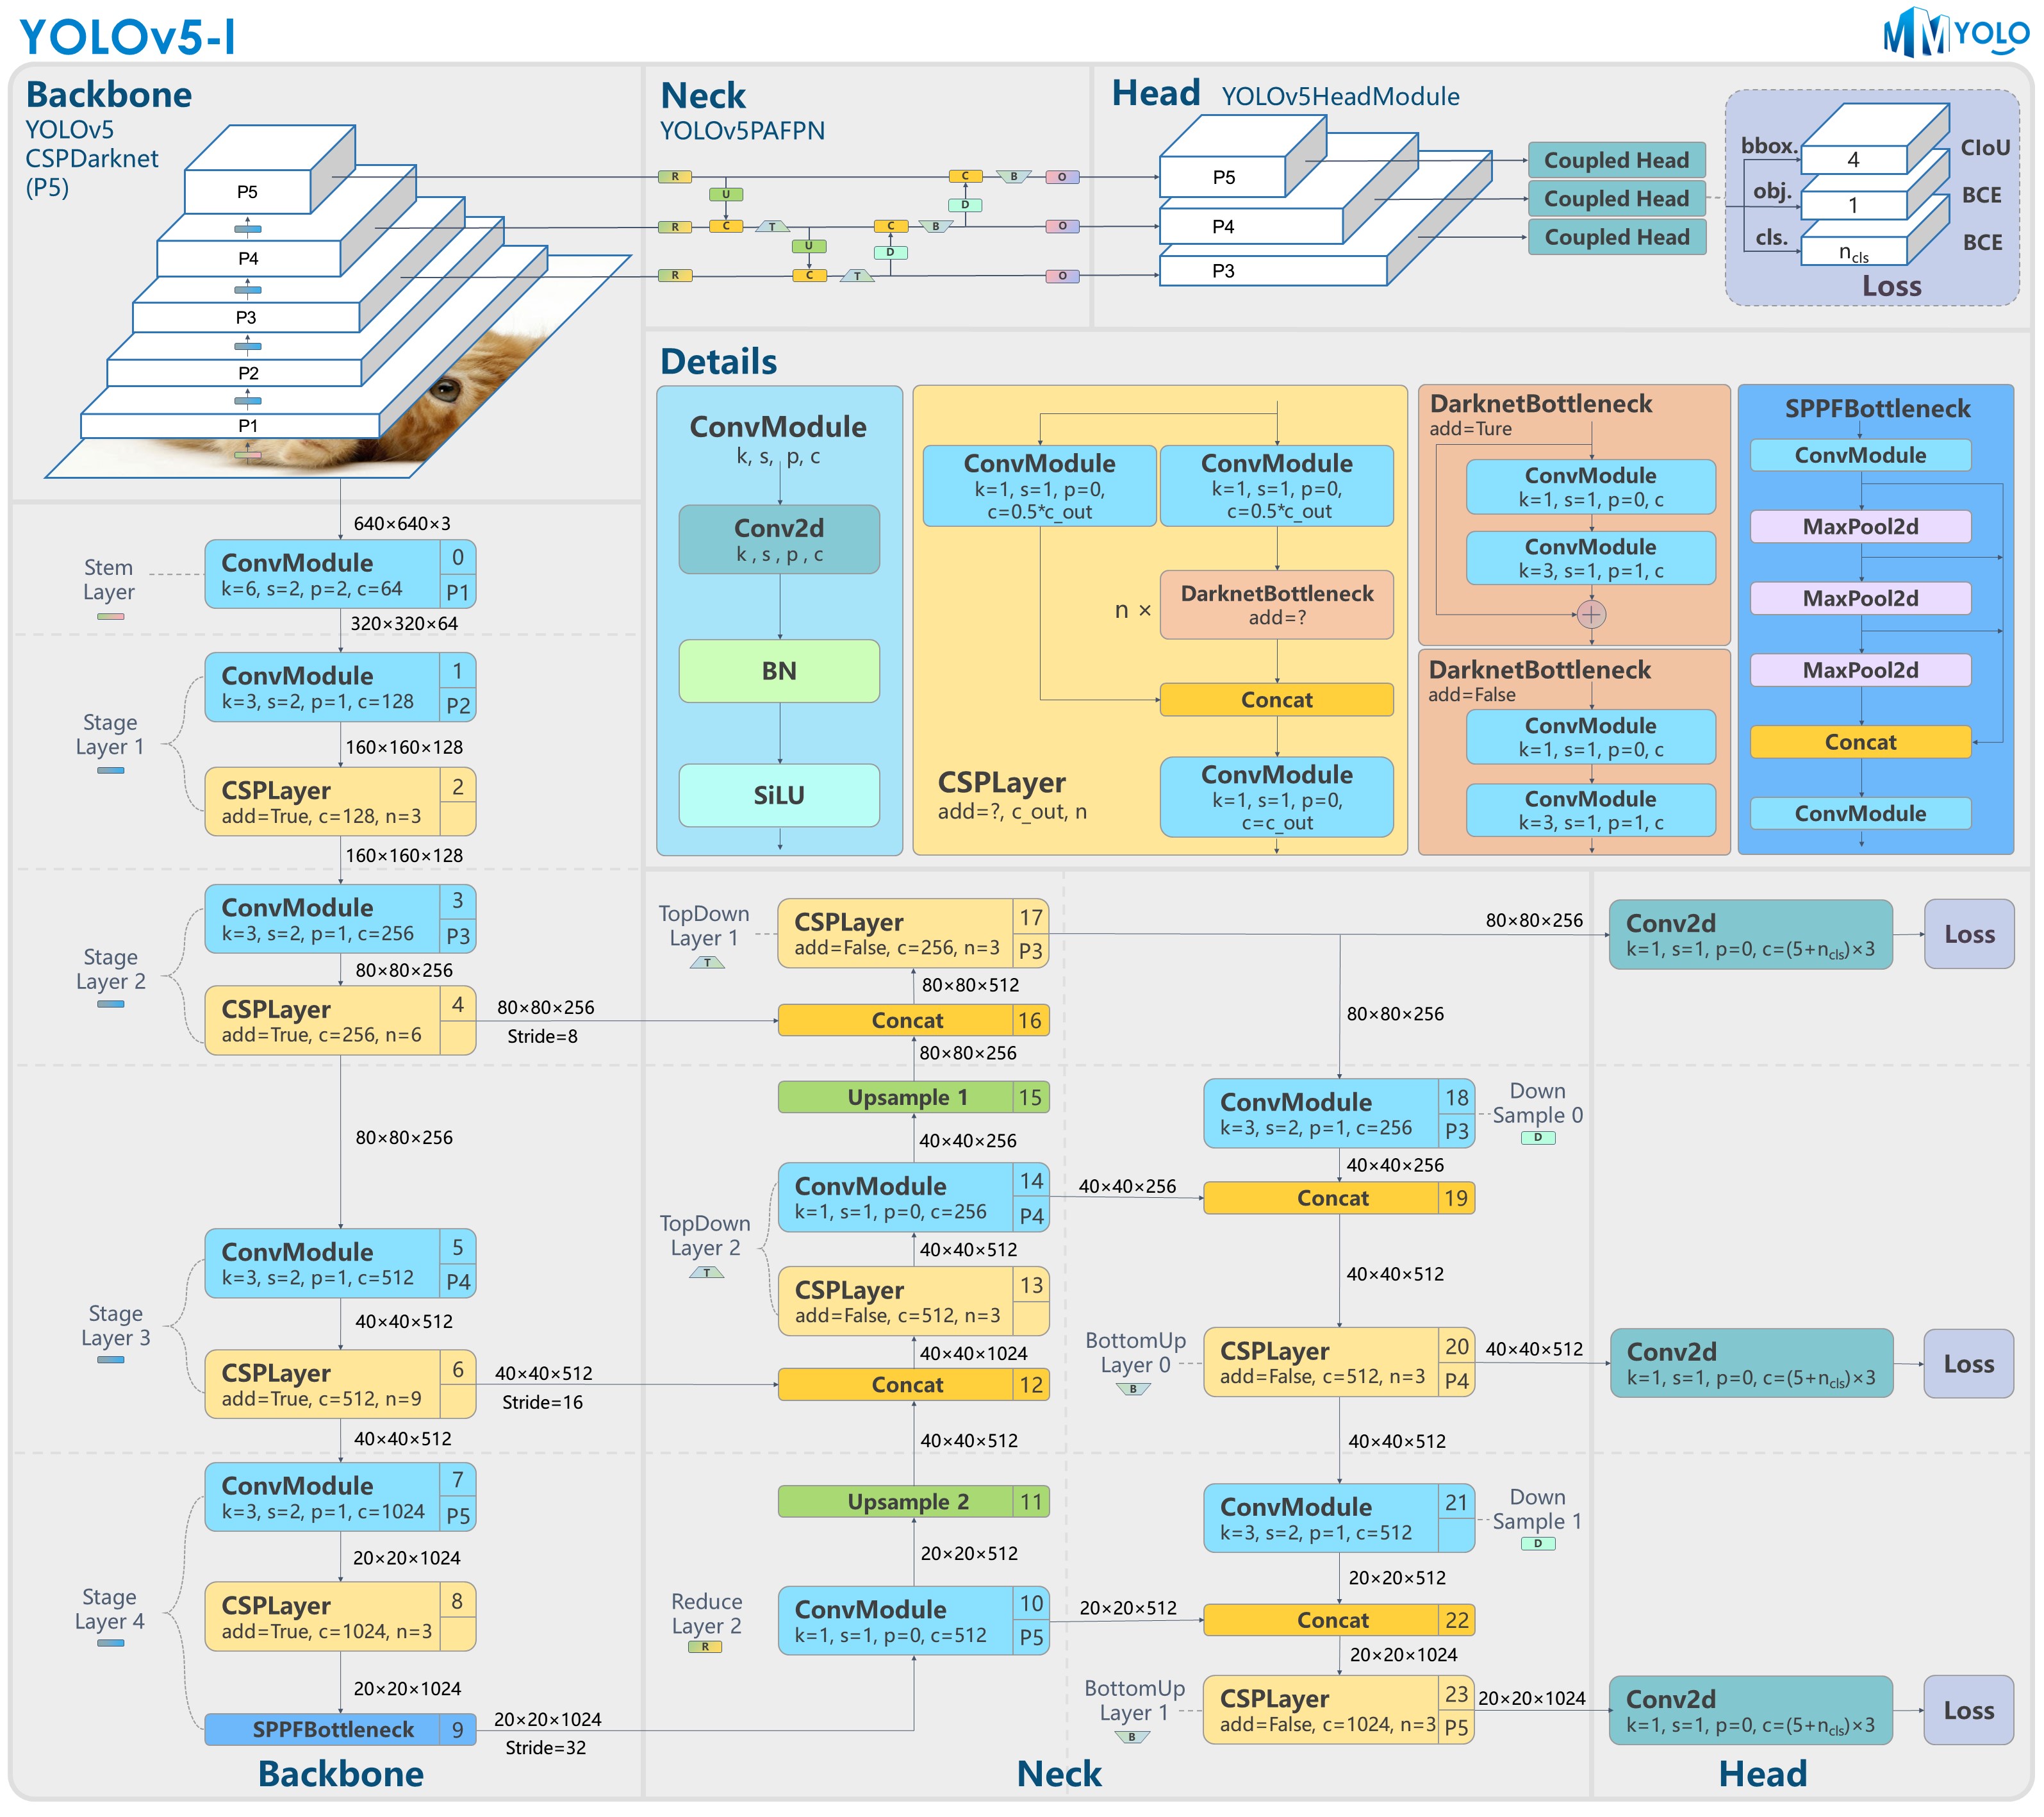 YOLOv5-l
MM YOLO
Backbone
YOLOv5
CSPDarknet
(P5)
P5
P4
P3
P2
P1
Neck
YOLOv5PAFPN
R
U
C
B
O
D
R
C
T
C
B
O
U
D
R
C
T
O
Head YOLOv5HeadModule
P5
P4
P3
Coupled Head
Coupled Head
Coupled Head
bbox.
4
CIoU
obj.
1
BCE
cls.
n_cls
BCE
Loss
Details
ConvModule
k, s, p, c
Conv2d
k , s , p , c
BN
SiLU
ConvModule
k=1, s=1, p=0,
c=0.5*c_out
ConvModule
k=1, s=1, p=0,
c=0.5*c_out
n ×
DarknetBottleneck
add=?
Concat
CSPLayer
add=?, c_out, n
ConvModule
k=1, s=1, p=0,
c=c_out
DarknetBottleneck
add=Ture
ConvModule
k=1, s=1, p=0, c
ConvModule
k=3, s=1, p=1, c
DarknetBottleneck
add=False
ConvModule
k=1, s=1, p=0, c
ConvModule
k=3, s=1, p=1, c
SPPFBottleneck
ConvModule
MaxPool2d
MaxPool2d
MaxPool2d
Concat
ConvModule
640×640×3
Stem
Layer
ConvModule 0
k=6, s=2, p=2, c=64 P1
320×320×64
Stage
Layer 1
ConvModule 1
k=3, s=2, p=1, c=128 P2
160×160×128
CSPLayer 2
add=True, c=128, n=3
160×160×128
Stage
Layer 2
ConvModule 3
k=3, s=2, p=1, c=256 P3
80×80×256
CSPLayer 4
add=True, c=256, n=6
80×80×256
Stride=8
80×80×256
Stage
Layer 3
ConvModule 5
k=3, s=2, p=1, c=512 P4
40×40×512
CSPLayer 6
add=True, c=512, n=9
40×40×512
Stride=16
40×40×512
Stage
Layer 4
ConvModule 7
k=3, s=2, p=1, c=1024 P5
20×20×1024
CSPLayer 8
add=True, c=1024, n=3
20×20×1024
SPPFBottleneck 9
20×20×1024
Stride=32
Backbone
TopDown
Layer 1
T
CSPLayer 17
add=False, c=256, n=3 P3
80×80×512
Concat 16
80×80×256
Upsample 1 15
40×40×256
TopDown
Layer 2
T
ConvModule 14
k=1, s=1, p=0, c=256 P4
40×40×512
CSPLayer 13
add=False, c=512, n=3
40×40×1024
Concat 12
40×40×512
Upsample 2 11
20×20×512
Reduce
Layer 2
R
ConvModule 10
k=1, s=1, p=0, c=512 P5
80×80×256
80×80×256
ConvModule 18
k=3, s=2, p=1, c=256 P3
Down
Sample 0
D
40×40×256
40×40×256
Concat 19
40×40×512
BottomUp
Layer 0
B
CSPLayer 20
add=False, c=512, n=3 P4
40×40×512
40×40×512
ConvModule 21
k=3, s=2, p=1, c=512
Down
Sample 1
D
20×20×512
20×20×512
Concat 22
20×20×1024
BottomUp
Layer 1
B
CSPLayer 23
add=False, c=1024, n=3 P5
20×20×1024
Neck
Conv2d
k=1, s=1, p=0, c=(5+n_cls)×3
Loss
Conv2d
k=1, s=1, p=0, c=(5+n_cls)×3
Loss
Conv2d
k=1, s=1, p=0, c=(5+n_cls)×3
Loss
Head